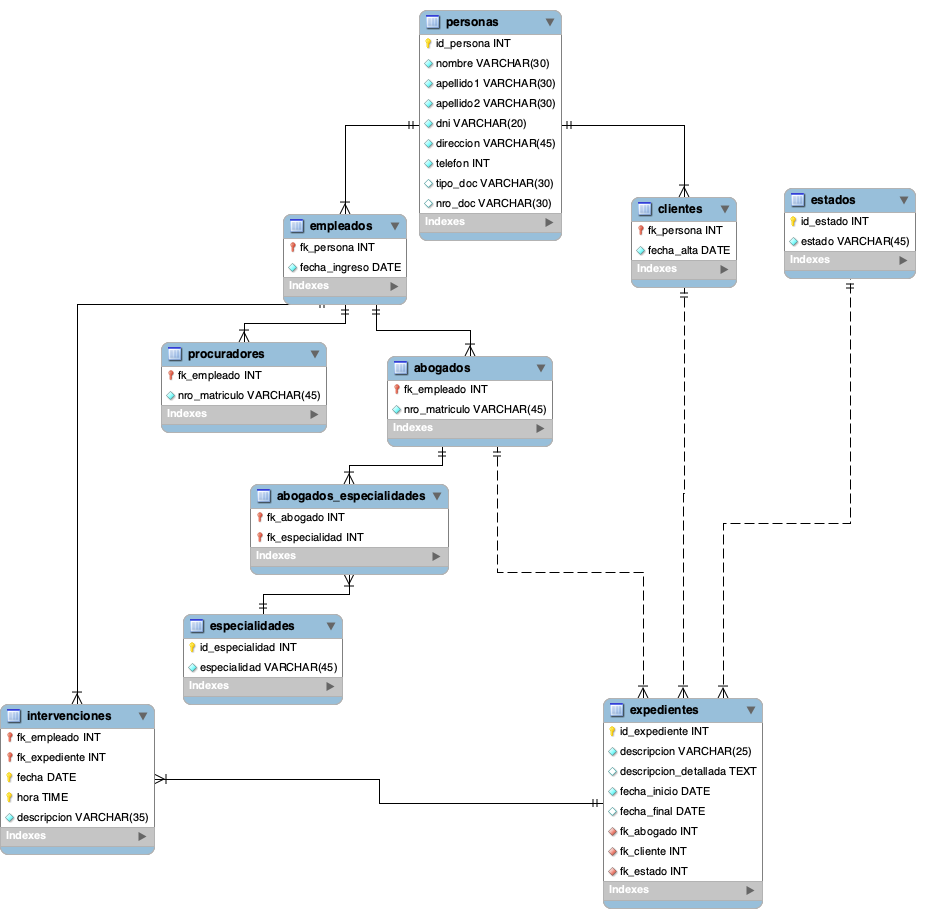 personas
id_persona INT
nombre VARCHAR(30)
apellido1 VARCHAR(30)
apellido2 VARCHAR(30)
dni VARCHAR(20)
direccion VARCHAR(45)
telefon INT
tipo_doc VARCHAR(30)
nro_doc VARCHAR(30)
Indexes
empleados
fk_persona INT
fecha_ingreso DATE
Indexes
clientes
fk_persona INT
fecha_alta DATE
Indexes
estados
id_estado INT
estado VARCHAR(45)
Indexes
procuradores
fk_empleado INT
nro_matriculo VARCHAR(45)
Indexes
abogados
fk_empleado INT
nro_matriculo VARCHAR(45)
Indexes
abogados_especialidades
fk_abogado INT
fk_especialidad INT
Indexes
especialidades
id_especialidad INT
especialidad VARCHAR(45)
Indexes
intervenciones
fk_empleado INT
fk_expediente INT
fecha DATE
hora TIME
descripcion VARCHAR(35)
Indexes
expedientes
id_expediente INT
descripcion VARCHAR(25)
descripcion_detallada TEXT
fecha_inicio DATE
fecha_final DATE
fk_abogado INT
fk_cliente INT
fk_estado INT
Indexes